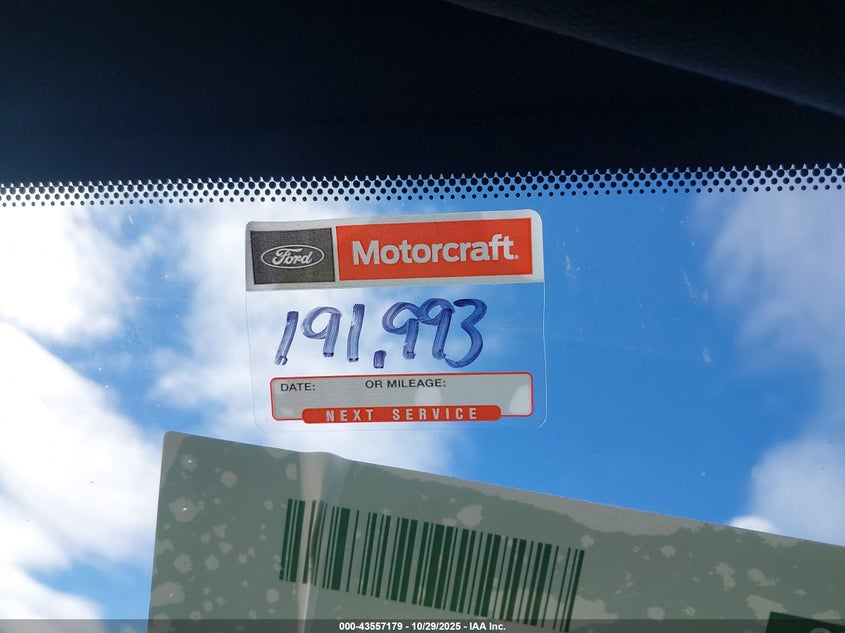 Ford Motorcraft.
191,993
DATE: OR MILEAGE:
NEXT SERVICE
000-43557179 - 10/29/2025 - IAA Inc.